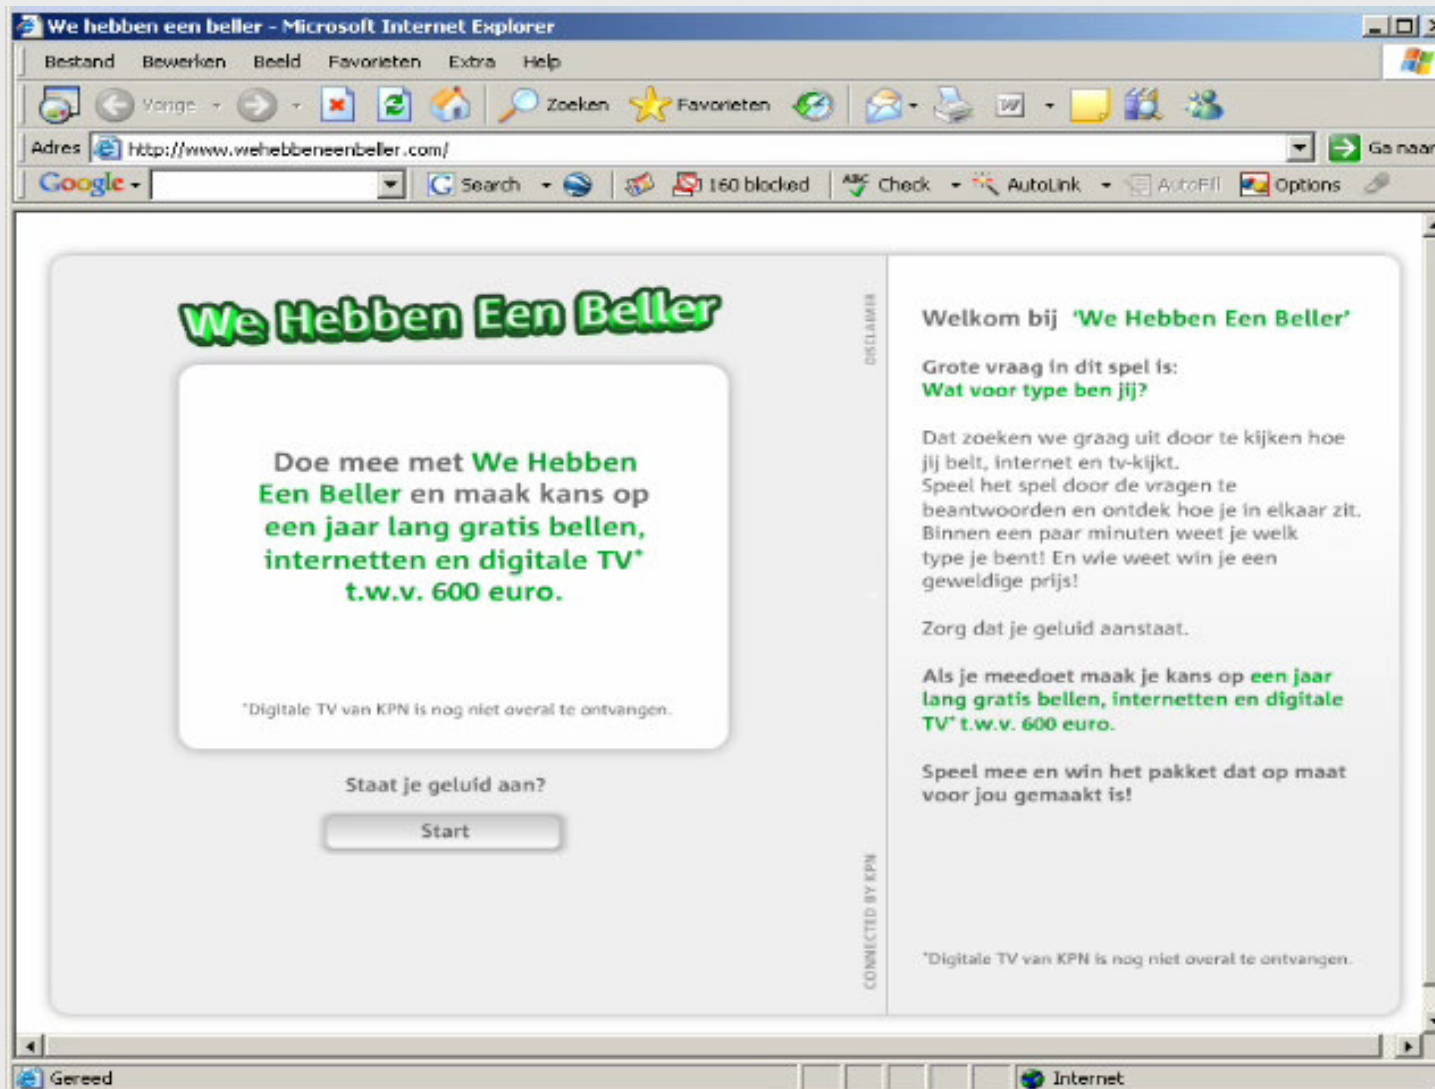 We hebben een beller - Microsoft Internet Explorer
Bestand Bewerken Beeld Favorieten Extra Help
Vorige Zoeken Favorieten
Adres http://www.wehebbeneenbeller.com/ Ga naar
Google Search 160 blocked ABC Check AutoLink AutoFill Options
We Hebben Een Beller
Doe mee met We Hebben
Een Beller en maak kans op
een jaar lang gratis bellen,
internetten en digitale TV*
t.w.v. 600 euro.
*Digitale TV van KPN is nog niet overal te ontvangen.
Staat je geluid aan?
Start
DISCLAIMER
CONNECTED BY KPN
Welkom bij 'We Hebben Een Beller'
Grote vraag in dit spel is:
Wat voor type ben jij?
Dat zoeken we graag uit door te kijken hoe
jij belt, internet en tv-kijkt.
Speel het spel door de vragen te
beantwoorden en ontdek hoe je in elkaar zit.
Binnen een paar minuten weet je welk
type je bent! En wie weet win je een
geweldige prijs!
Zorg dat je geluid aanstaat.
Als je meedoet maak je kans op een jaar
lang gratis bellen, internetten en digitale
TV* t.w.v. 600 euro.
Speel mee en win het pakket dat op maat
voor jou gemaakt is!
*Digitale TV van KPN is nog niet overal te ontvangen.
Gereed Internet